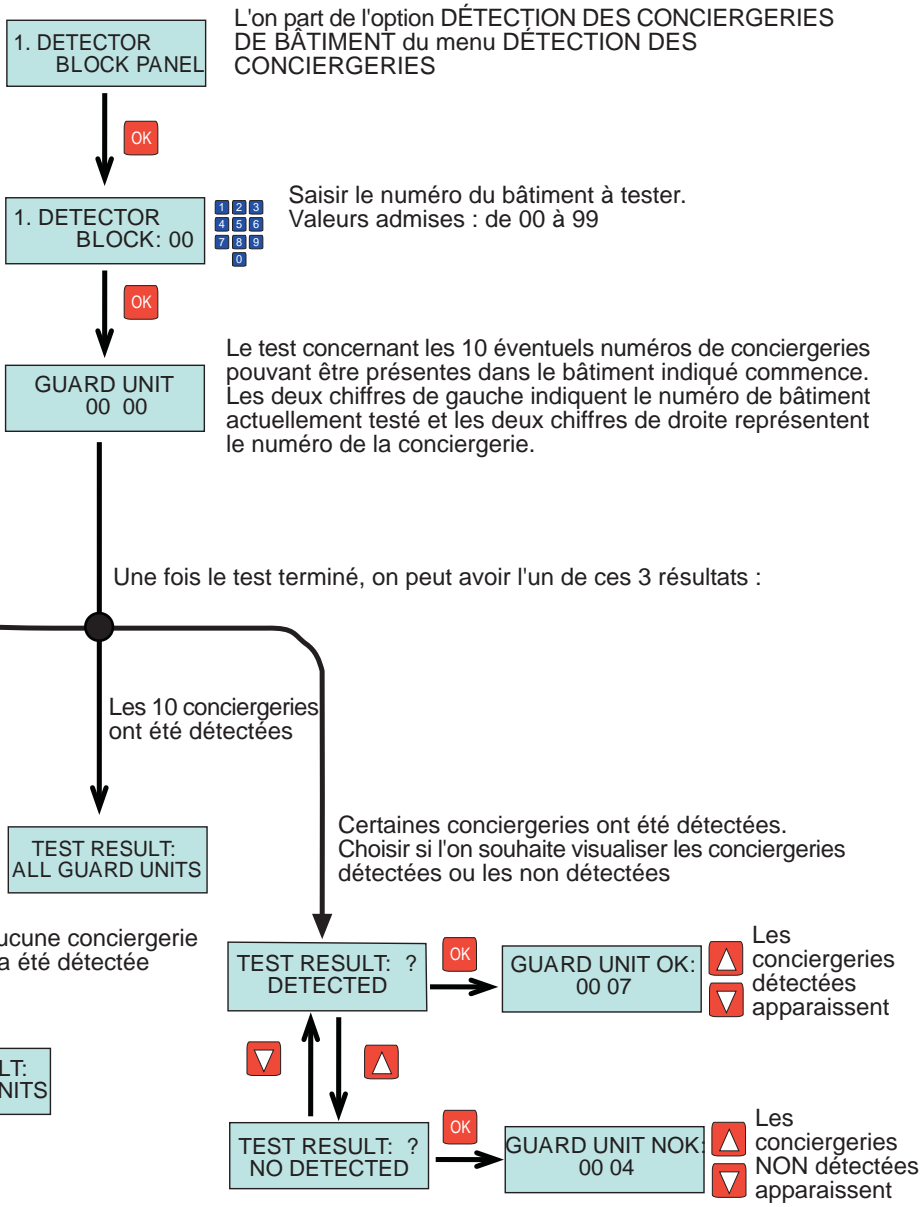 1. DETECTOR
BLOCK PANEL
L'on part de l'option DÉTECTION DES CONCIERGERIES
DE BÂTIMENT du menu DÉTECTION DES
CONCIERGERIES
OK
1. DETECTOR
BLOCK: 00
1 2 3
4 5 6
7 8 9
0
Saisir le numéro du bâtiment à tester.
Valeurs admises : de 00 à 99
OK
GUARD UNIT
00 00
Le test concernant les 10 éventuels numéros de conciergeries
pouvant être présentes dans le bâtiment indiqué commence.
Les deux chiffres de gauche indiquent le numéro de bâtiment
actuellement testé et les deux chiffres de droite représentent
le numéro de la conciergerie.
Une fois le test terminé, on peut avoir l'un de ces 3 résultats :
Les 10 conciergeries
ont été détectées
TEST RESULT:
ALL GUARD UNITS
Certaines conciergeries ont été détectées.
Choisir si l'on souhaite visualiser les conciergeries
détectées ou les non détectées
ucune conciergerie
a été détectée
TEST RESULT: ?
DETECTED
OK
GUARD UNIT OK:
00 07
Les
conciergeries
détectées
apparaissent
LT:
NITS
TEST RESULT: ?
NO DETECTED
OK
GUARD UNIT NOK:
00 04
Les
conciergeries
NON détectées
apparaissent